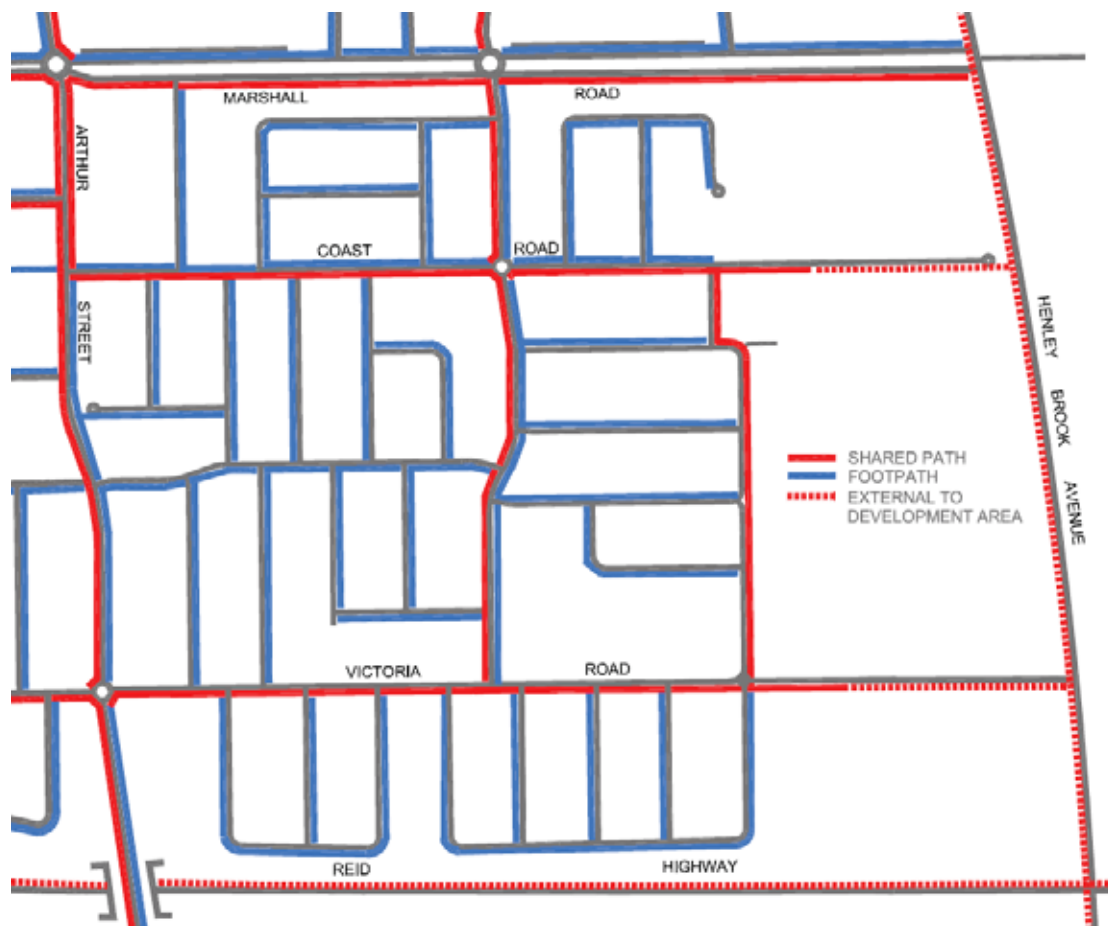 MARSHALL
ROAD
ARTHUR
COAST
ROAD
STREET
HENLEY
BROOK
AVENUE
SHARED PATH
FOOTPATH
EXTERNAL TO
DEVELOPMENT AREA
VICTORIA
ROAD
REID
HIGHWAY